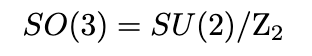 SO(3) = SU(2)/Z₂